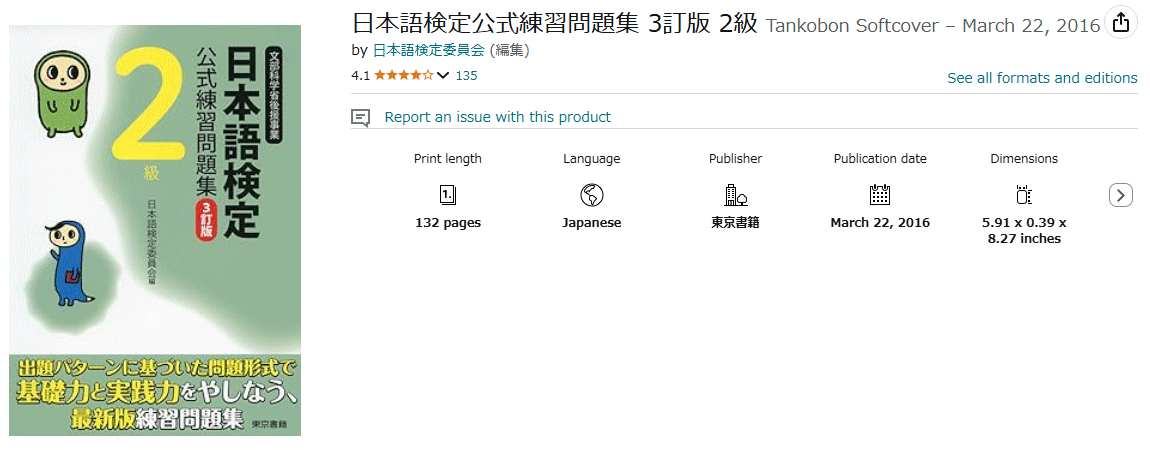 文部科学省後援事業
日本語検定
公式練習問題集
3訂版
2
級
日本語検定委員会 編
出題パターンに基づいた問題形式で
基礎力と実践力をやしなう、
最新版練習問題集
東京書籍
日本語検定公式練習問題集 3訂版 2級 Tankobon Softcover – March 22, 2016
by 日本語検定委員会 (編集)
4.1 135
See all formats and editions
Report an issue with this product
Print length
1.
132 pages
Language
Japanese
Publisher
東京書籍
Publication date
March 22, 2016
Dimensions
5.91 x 0.39 x
8.27 inches